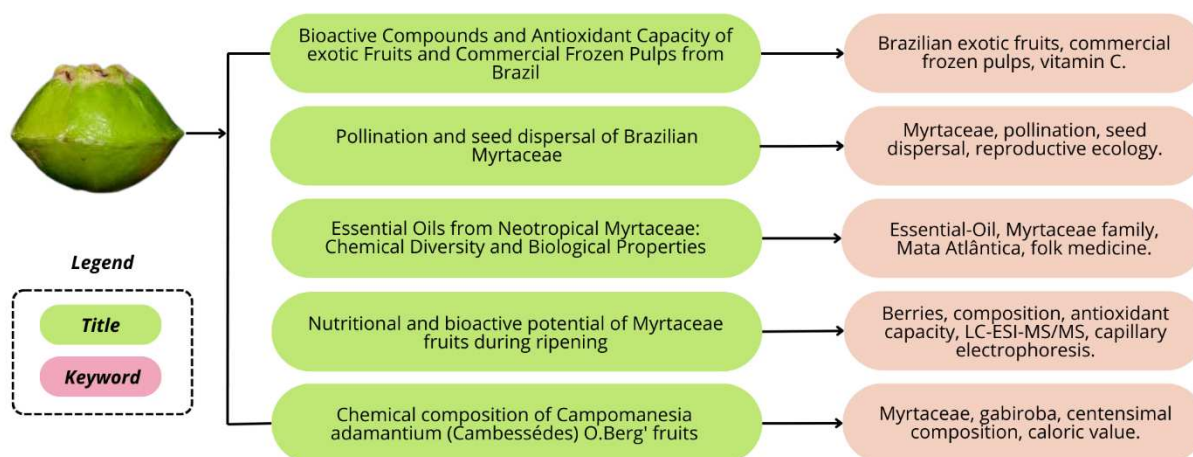 Bioactive Compounds and Antioxidant Capacity of
exotic Fruits and Commercial Frozen Pulps from
Brazil
Brazilian exotic fruits, commercial
frozen pulps, vitamin C.
Pollination and seed dispersal of Brazilian
Myrtaceae
Myrtaceae, pollination, seed
dispersal, reproductive ecology.
Essential Oils from Neotropical Myrtaceae:
Chemical Diversity and Biological Properties
Essential-Oil, Myrtaceae family,
Mata Atlântica, folk medicine.
Nutritional and bioactive potential of Myrtaceae
fruits during ripening
Berries, composition, antioxidant
capacity, LC-ESI-MS/MS, capillary
electrophoresis.
Chemical composition of Campomanesia
adamantium (Cambessédes) O.Berg' fruits
Myrtaceae, gabiroba, centensimal
composition, caloric value.
Legend
Title
Keyword